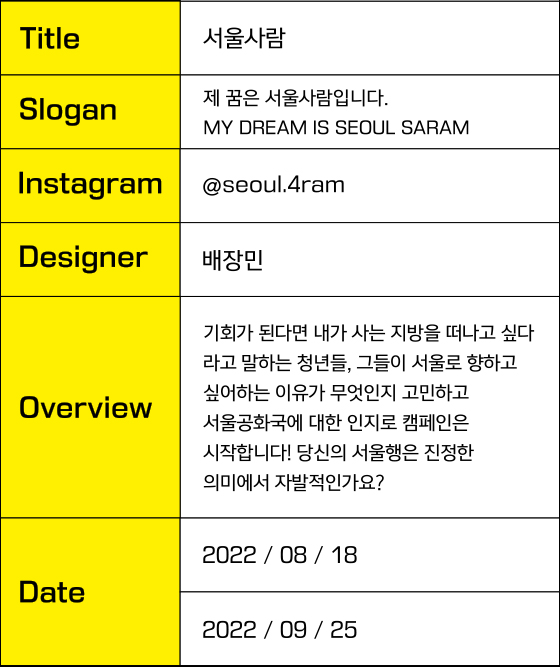 Title
서울사람
Slogan
제 꿈은 서울사람입니다.
MY DREAM IS SEOUL SARAM
Instagram
@seoul.4ram
Designer
배장민
Overview
기회가 된다면 내가 사는 지방을 떠나고 싶다
라고 말하는 청년들, 그들이 서울로 향하고
싶어하는 이유가 무엇인지 고민하고
서울공화국에 대한 인지로 캠페인은
시작합니다! 당신의 서울행은 진정한
의미에서 자발적인가요?
Date
2022 / 08 / 18
2022 / 09 / 25